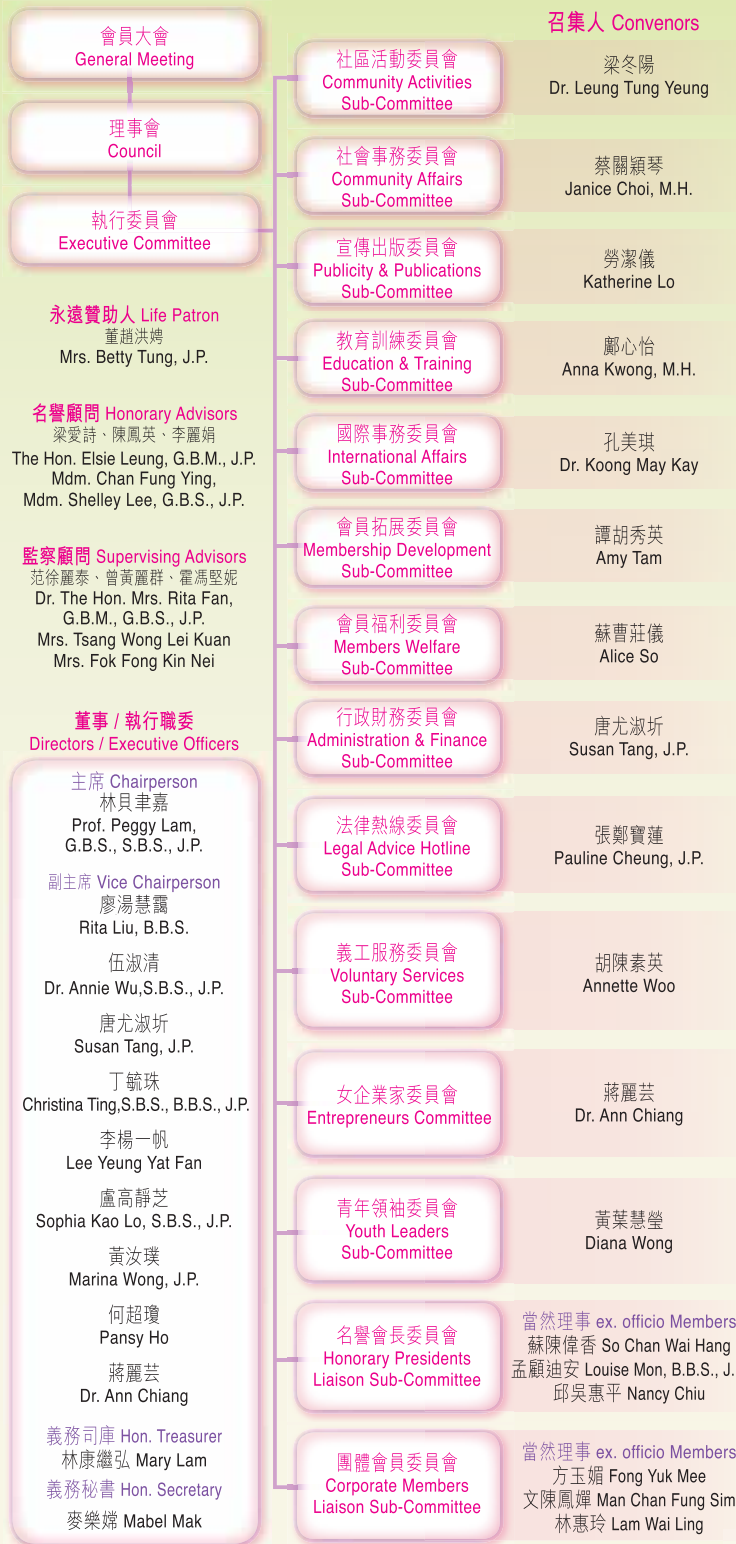 會員大會
General Meeting
理事會
Council
執行委員會
Executive Committee
永遠贊助人 Life Patron
董趙洪娉
Mrs. Betty Tung, J.P.
名譽顧問 Honorary Advisors
梁愛詩、陳鳳英、李麗娟
The Hon. Elsie Leung, G.B.M., J.P.
Mdm. Chan Fung Ying,
Mdm. Shelley Lee, G.B.S., J.P.
監察顧問 Supervising Advisors
范徐麗泰、曾黃麗群、霍馮堅妮
Dr. The Hon. Mrs. Rita Fan,
G.B.M., G.B.S., J.P.
Mrs. Tsang Wong Lei Kuan
Mrs. Fok Fong Kin Nei
董事 / 執行職委
Directors / Executive Officers
主席 Chairperson
林貝聿嘉
Prof. Peggy Lam,
G.B.S., S.B.S., J.P.
副主席 Vice Chairperson
廖湯慧靄
Rita Liu, B.B.S.
伍淑清
Dr. Annie Wu,S.B.S., J.P.
唐尤淑圻
Susan Tang, J.P.
丁毓珠
Christina Ting,S.B.S., B.B.S., J.P.
李楊一帆
Lee Yeung Yat Fan
盧高靜芝
Sophia Kao Lo, S.B.S., J.P.
黃汝璞
Marina Wong, J.P.
何超瓊
Pansy Ho
蔣麗芸
Dr. Ann Chiang
義務司庫 Hon. Treasurer
林康繼弘 Mary Lam
義務秘書 Hon. Secretary
麥樂嫦 Mabel Mak
召集人 Convenors
社區活動委員會
Community Activities
Sub-Committee
梁冬陽
Dr. Leung Tung Yeung
社會事務委員會
Community Affairs
Sub-Committee
蔡關穎琴
Janice Choi, M.H.
宣傳出版委員會
Publicity & Publications
Sub-Committee
勞潔儀
Katherine Lo
教育訓練委員會
Education & Training
Sub-Committee
鄺心怡
Anna Kwong, M.H.
國際事務委員會
International Affairs
Sub-Committee
孔美琪
Dr. Koong May Kay
會員拓展委員會
Membership Development
Sub-Committee
譚胡秀英
Amy Tam
會員福利委員會
Members Welfare
Sub-Committee
蘇曹莊儀
Alice So
行政財務委員會
Administration & Finance
Sub-Committee
唐尤淑圻
Susan Tang, J.P.
法律熱線委員會
Legal Advice Hotline
Sub-Committee
張鄭寶蓮
Pauline Cheung, J.P.
義工服務委員會
Voluntary Services
Sub-Committee
胡陳素英
Annette Woo
女企業家委員會
Entrepreneurs Committee
蔣麗芸
Dr. Ann Chiang
青年領袖委員會
Youth Leaders
Sub-Committee
黃葉慧瑩
Diana Wong
名譽會長委員會
Honorary Presidents
Liaison Sub-Committee
當然理事 ex. officio Members
蘇陳偉香 So Chan Wai Hang
孟顧迪安 Louise Mon, B.B.S., J.
邱吳惠平 Nancy Chiu
團體會員委員會
Corporate Members
Liaison Sub-Committee
當然理事 ex. officio Members
方玉嬋 Fong Yuk Mee
文陳鳳嬋 Man Chan Fung Sim
林惠玲 Lam Wai Ling